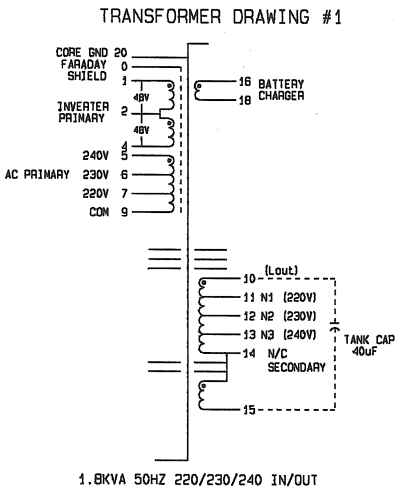 TRANSFORMER DRAWING #1
CORE GND 20
FARADAY SHIELD 0
1
48V
INVERTER PRIMARY 2
48V
4
240V 5
AC PRIMARY 230V 6
220V 7
COM 9
16 BATTERY
18 CHARGER
10 (Lout)
11 N1 (220V)
12 N2 (230V)
13 N3 (240V)
14 N/C SECONDARY
15
TANK CAP
40uF
1.8KVA 50HZ 220/230/240 IN/OUT